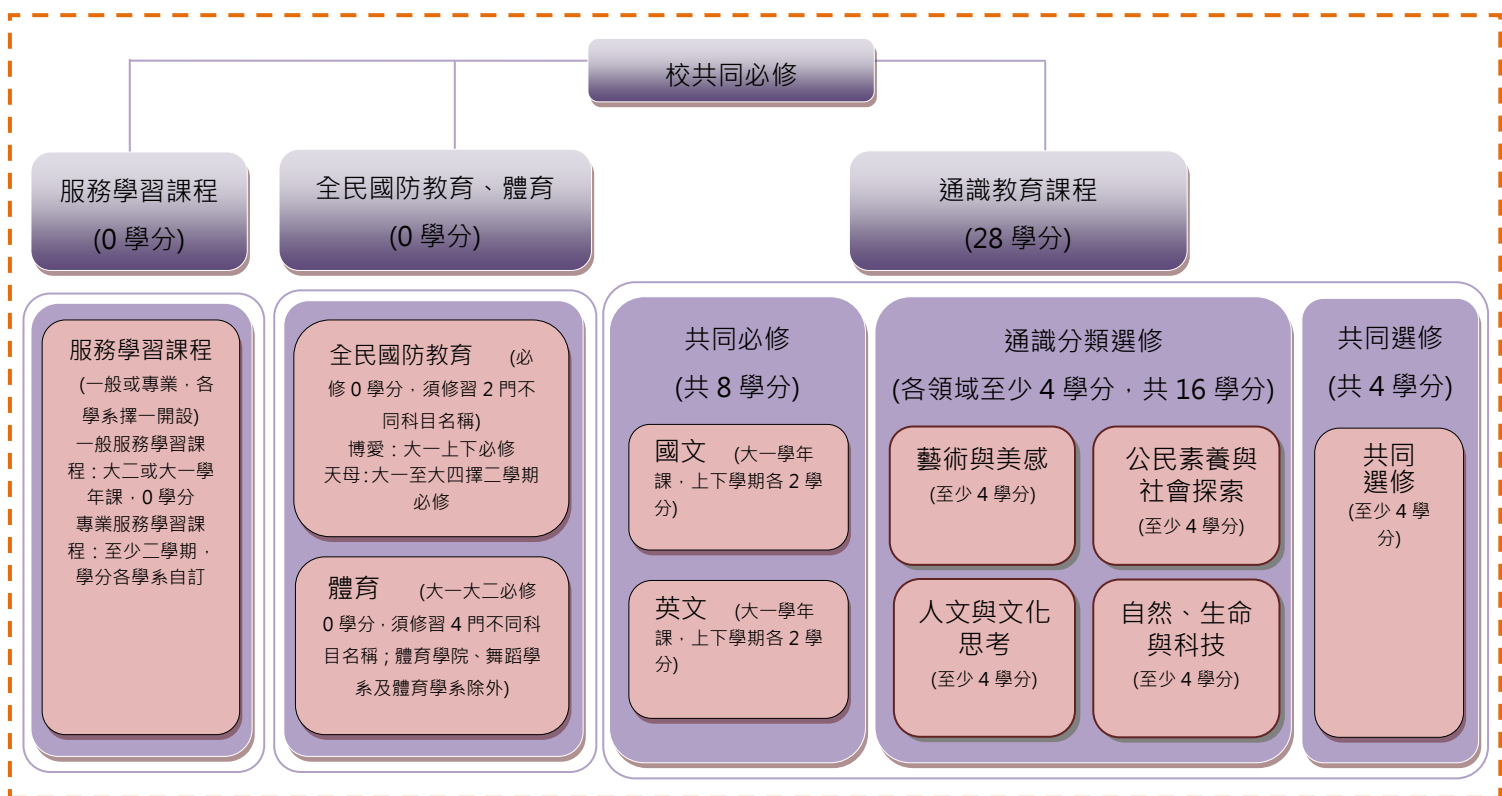 校共同必修
服務學習課程
(0 學分)
全民國防教育、體育
(0 學分)
通識教育課程
(28 學分)
服務學習課程
(一般或專業，各
學系擇一開設)
一般服務學習課
程：大二或大一學
年課，0 學分
專業服務學習課
程：至少二學期，
學分各學系自訂
全民國防教育 (必
修 0 學分，須修習 2 門不
同科目名稱)
博愛：大一上下必修
天母：大一至大四擇二學期
必修
體育 (大一大二必修
0 學分，須修習 4 門不同科
目名稱；體育學院、舞蹈學
系及體育學系除外)
共同必修
(共 8 學分)
國文 (大一學年
課，上下學期各 2 學
分)
英文 (大一學年
課，上下學期各 2 學
分)
通識分類選修
(各領域至少 4 學分，共 16 學分)
藝術與美感
(至少 4 學分)
公民素養與
社會探索
(至少 4 學分)
人文與文化
思考
(至少 4 學分)
自然、生命
與科技
(至少 4 學分)
共同選修
(共 4 學分)
共同
選修
(至少 4 學
分)